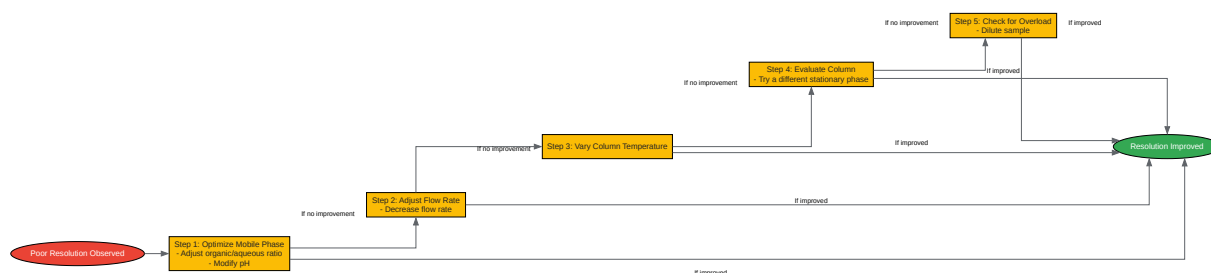 If no improvement
Step 5: Check for Overload
- Dilute sample
If improved
If no improvement
Step 4: Evaluate Column
- Try a different stationary phase
If improved
If no improvement
Step 3: Vary Column Temperature
If improved
Resolution Improved
If no improvement
Step 2: Adjust Flow Rate
- Decrease flow rate
If improved
Poor Resolution Observed
Step 1: Optimize Mobile Phase
- Adjust organic/aqueous ratio
- Modify pH
If improved